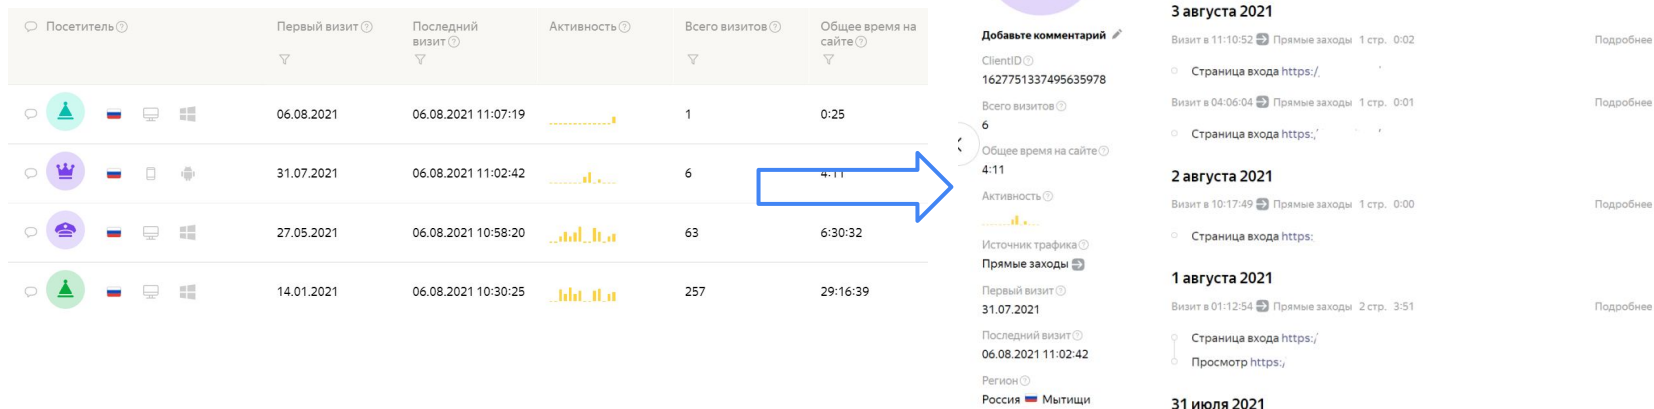 Посетитель
Первый визит
Последний
визит
Активность
Всего визитов
Общее время на
сайте
06.08.2021
06.08.2021 11:07:19
1
0:25
31.07.2021
06.08.2021 11:02:42
6
4:11
27.05.2021
06.08.2021 10:58:20
63
6:30:32
14.01.2021
06.08.2021 10:30:25
257
29:16:39
Добавьте комментарий
ClientID
1627751337495635978
Всего визитов
6
Общее время на сайте
4:11
Активность
Источник трафика
Прямые заходы
Первый визит
31.07.2021
Последний визит
06.08.2021 11:02:42
Регион
Россия Мытищи
3 августа 2021
Визит в 11:10:52 Прямые заходы 1 стр. 0:02 Подробнее
Страница входа https:/
Визит в 04:06:04 Прямые заходы 1 стр. 0:01 Подробнее
Страница входа https:/
2 августа 2021
Визит в 10:17:49 Прямые заходы 1 стр. 0:00 Подробнее
Страница входа https:
1 августа 2021
Визит в 01:12:54 Прямые заходы 2 стр. 3:51 Подробнее
Страница входа https:/
Просмотр https:/
31 июля 2021